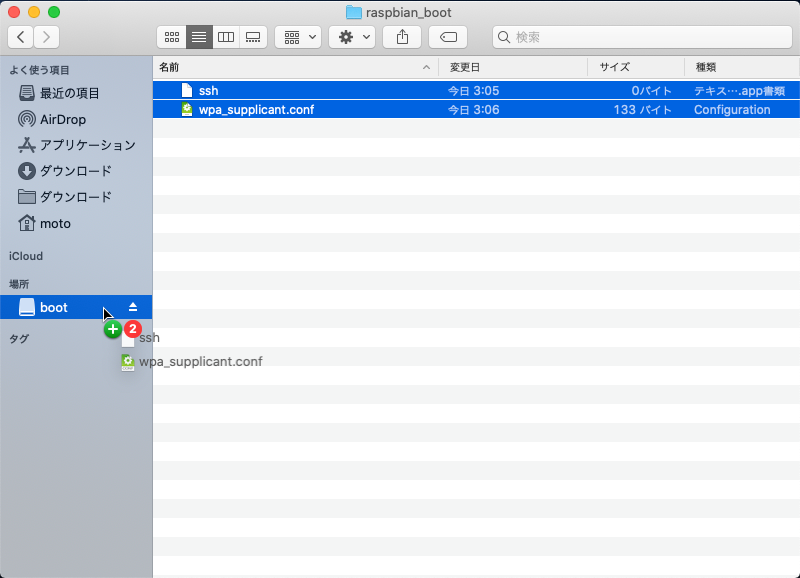 raspbian_boot
検索
よく使う項目
最近の項目
AirDrop
アプリケーション
ダウンロード
ダウンロード
moto
iCloud
場所
boot
タグ
名前 変更日 サイズ 種類
ssh 今日 3:05 0バイト テキス….app書類
wpa_supplicant.conf 今日 3:06 133 バイト Configuration
2
ssh
wpa_supplicant.conf